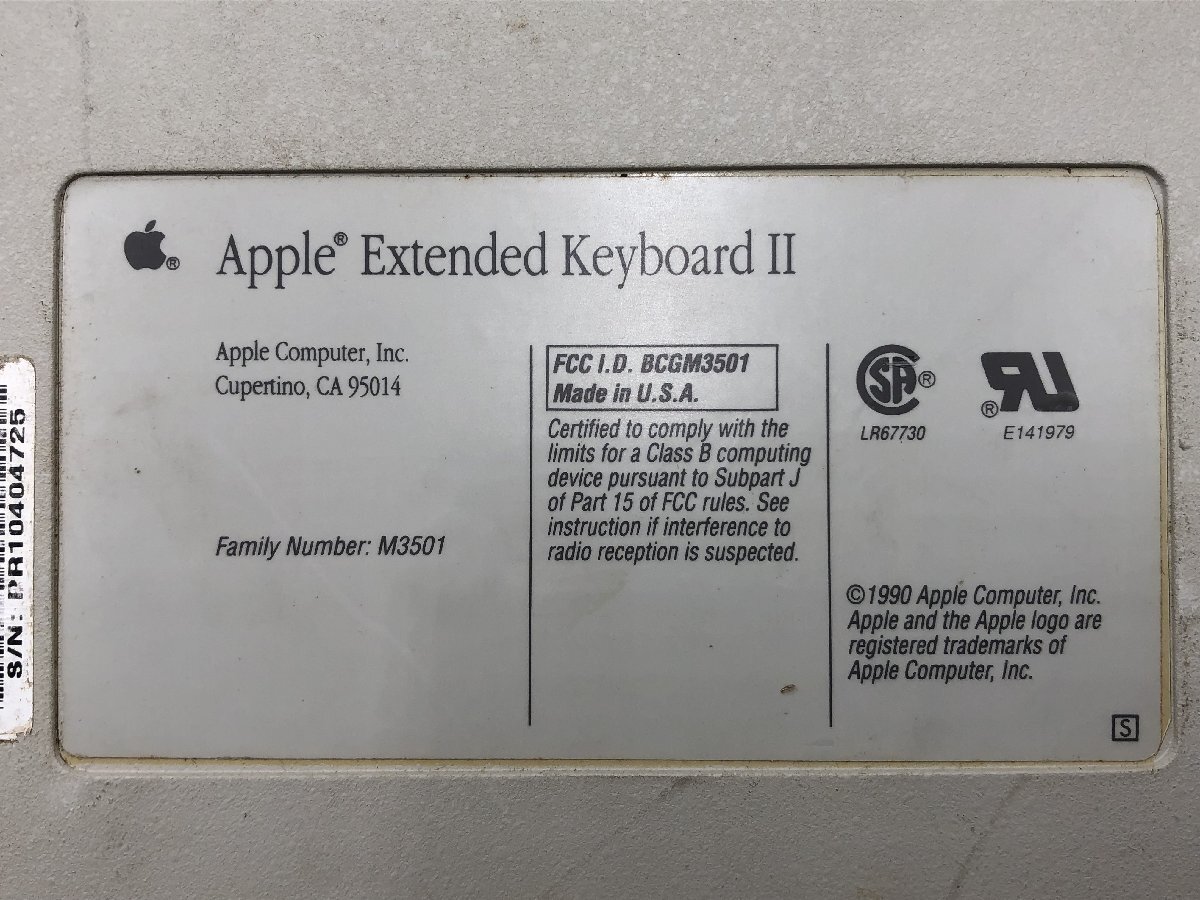 Apple® Extended Keyboard II
Apple Computer, Inc.
Cupertino, CA 95014
Family Number: M3501
FCC I.D. BCGM3501
Made in U.S.A.
Certified to comply with the
limits for a Class B computing
device pursuant to Subpart J
of Part 15 of FCC rules. See
instruction if interference to
radio reception is suspected.
SA®
LR67730
RU®
E141979
©1990 Apple Computer, Inc.
Apple and the Apple logo are
registered trademarks of
Apple Computer, Inc.
S
S/N: PR10404725